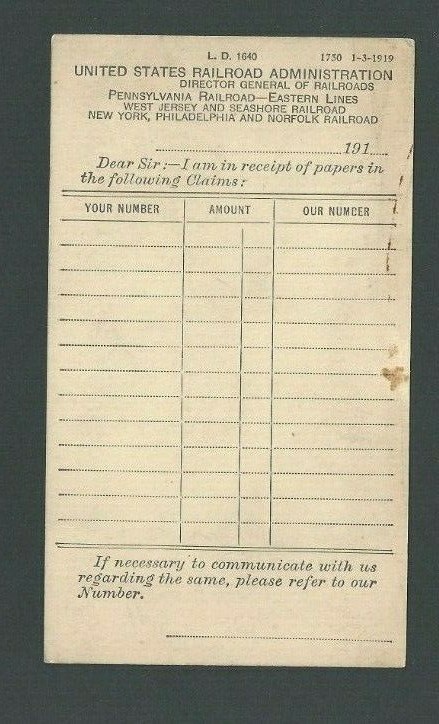 L. D. 1640 1750 1-3-1919
UNITED STATES RAILROAD ADMINISTRATION
DIRECTOR GENERAL OF RAILROADS
PENNSYLVANIA RAILROAD—EASTERN LINES
WEST JERSEY AND SEASHORE RAILROAD
NEW YORK, PHILADELPHIA AND NORFOLK RAILROAD
191
Dear Sir:—I am in receipt of papers in
the following Claims:
YOUR NUMBER AMOUNT OUR NUMBER
If necessary to communicate with us
regarding the same, please refer to our
Number.